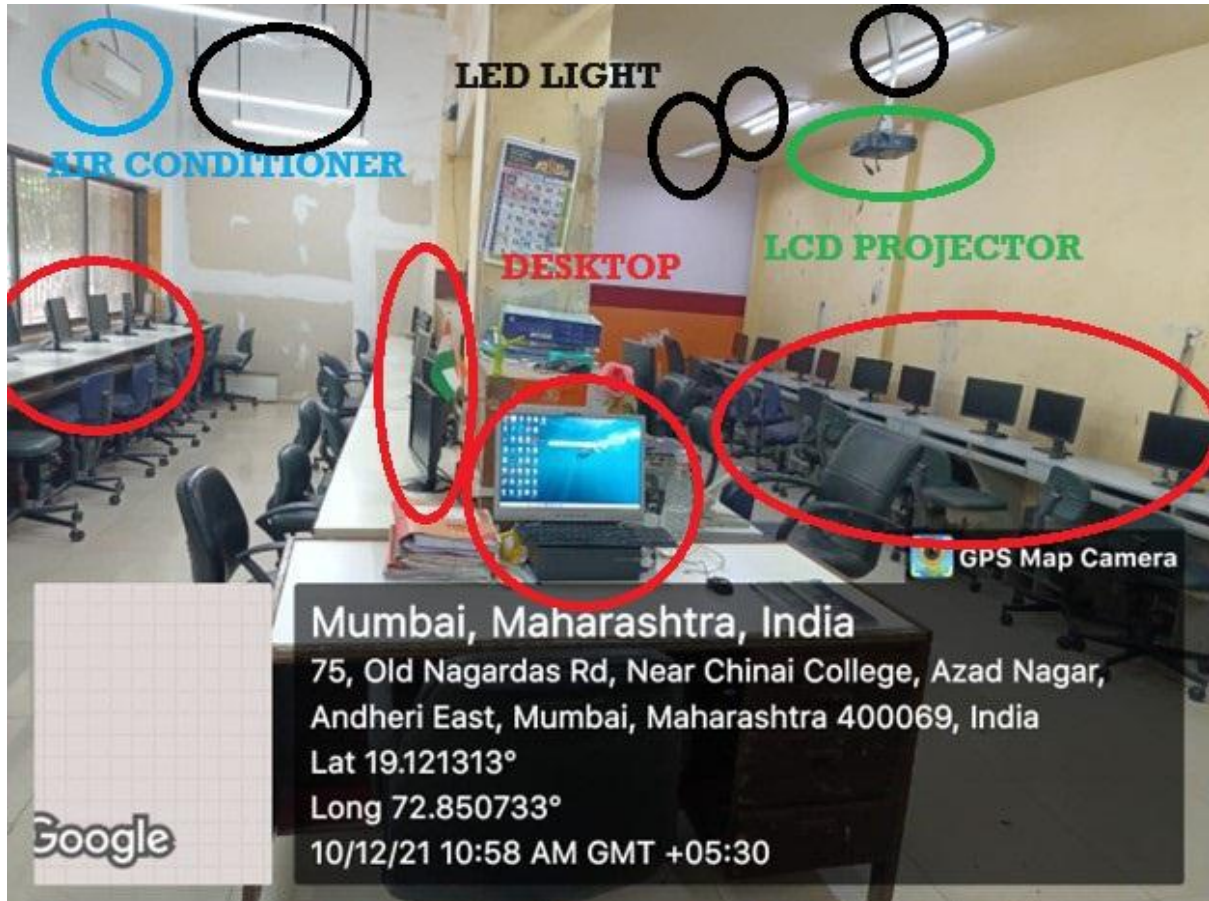 LED LIGHT
AIR CONDITIONER
DESKTOP
LCD PROJECTOR
GPS Map Camera
Mumbai, Maharashtra, India
75, Old Nagardas Rd, Near Chinai College, Azad Nagar,
Andheri East, Mumbai, Maharashtra 400069, India
Lat 19.121313°
Long 72.850733°
10/12/21 10:58 AM GMT +05:30
Google